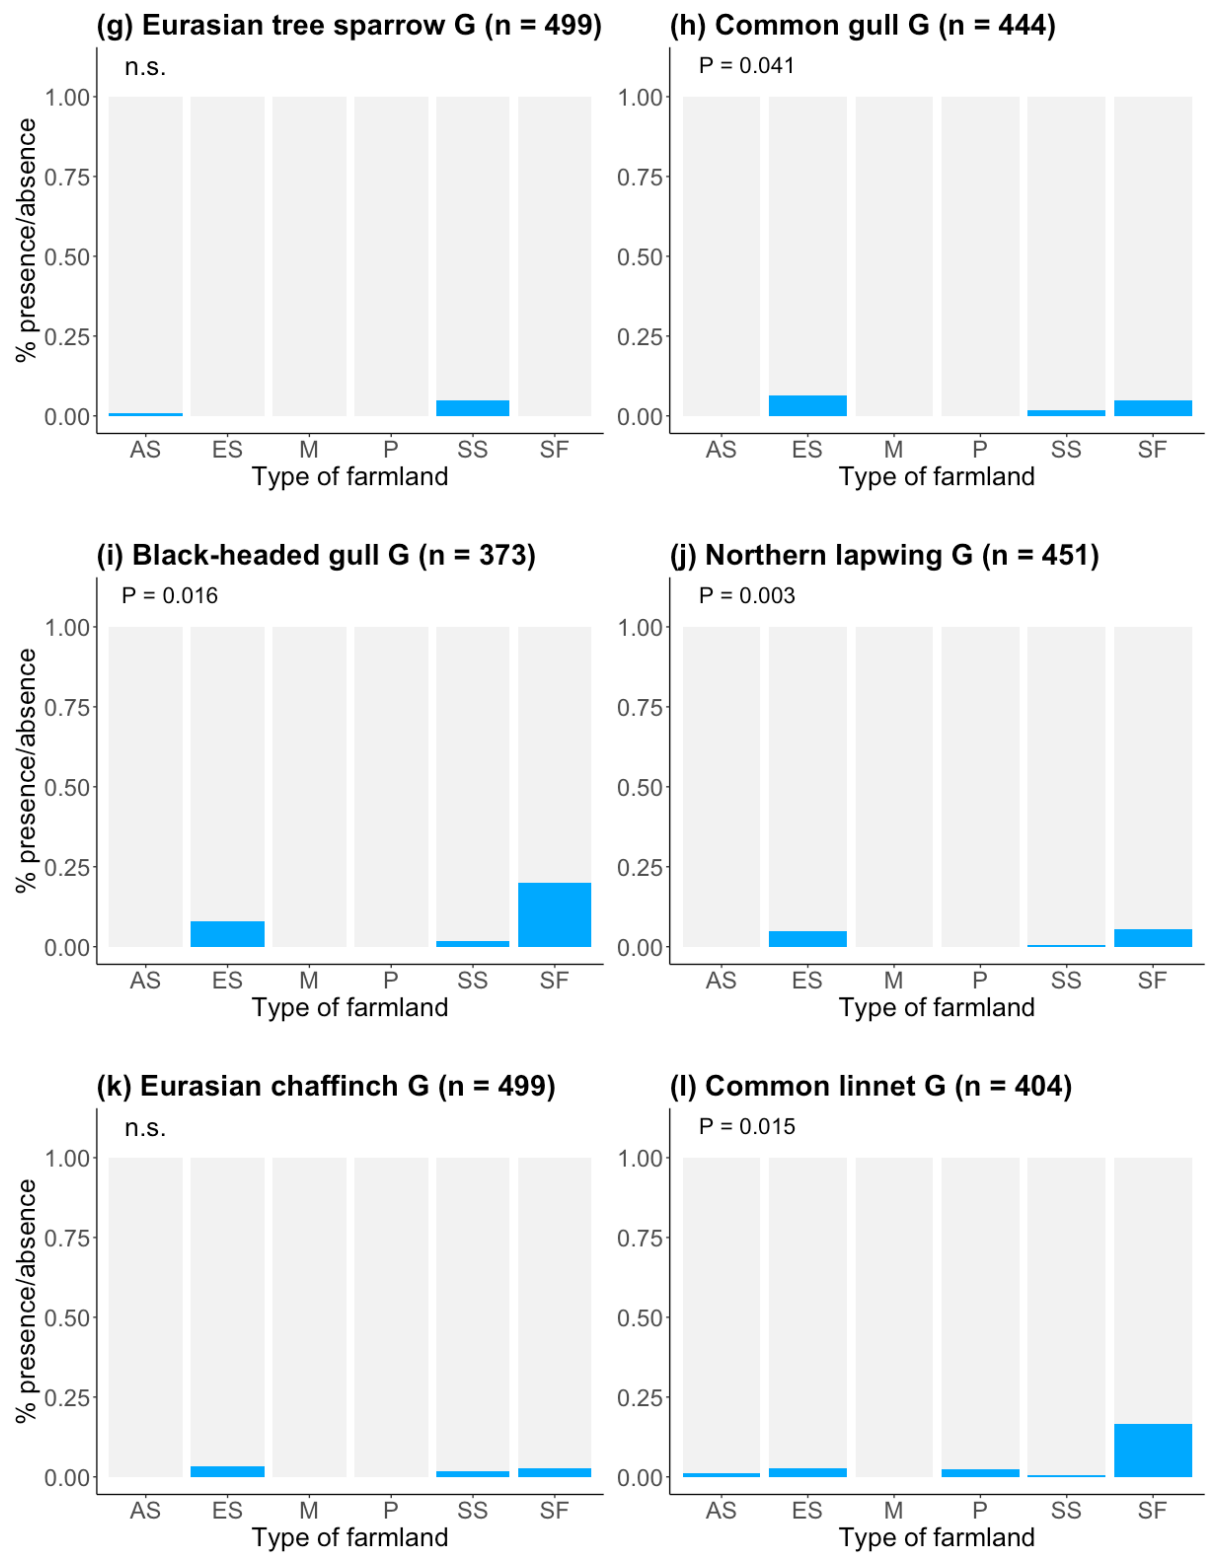 (g) Eurasian tree sparrow G (n = 499)
n.s.
% presence/absence
1.00
0.75
0.50
0.25
0.00
AS ES M P SS SF
Type of farmland
(h) Common gull G (n = 444)
P = 0.041
1.00
0.75
0.50
0.25
0.00
AS ES M P SS SF
Type of farmland
(i) Black-headed gull G (n = 373)
P = 0.016
% presence/absence
1.00
0.75
0.50
0.25
0.00
AS ES M P SS SF
Type of farmland
(j) Northern lapwing G (n = 451)
P = 0.003
1.00
0.75
0.50
0.25
0.00
AS ES M P SS SF
Type of farmland
(k) Eurasian chaffinch G (n = 499)
n.s.
% presence/absence
1.00
0.75
0.50
0.25
0.00
AS ES M P SS SF
Type of farmland
(l) Common linnet G (n = 404)
P = 0.015
1.00
0.75
0.50
0.25
0.00
AS ES M P SS SF
Type of farmland